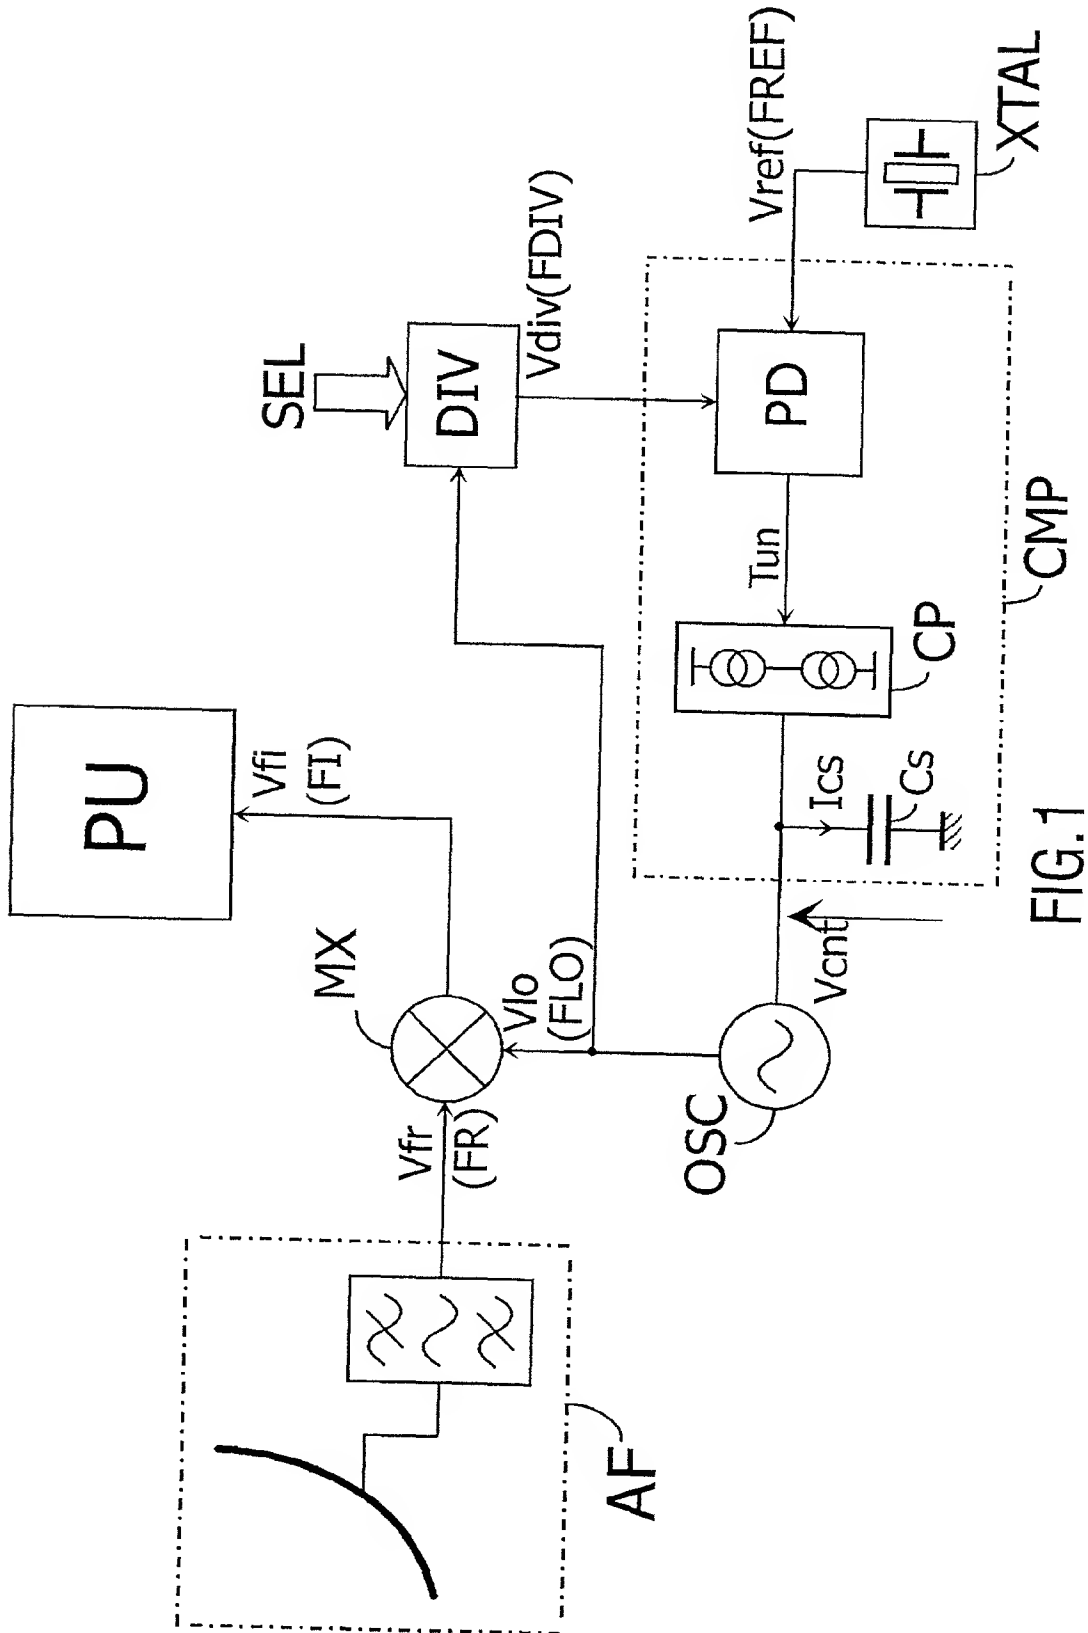 PU
Vfi
(FI)
SEL
DIV
Vdiv(FDIV)
Vref(FREF)
XTAL
MX
Vlo
(FLO)
Vfr
(FR)
PD
Tun
CP
CMP
Ics
Cs
Vcnt
OSC
AF
FIG.1